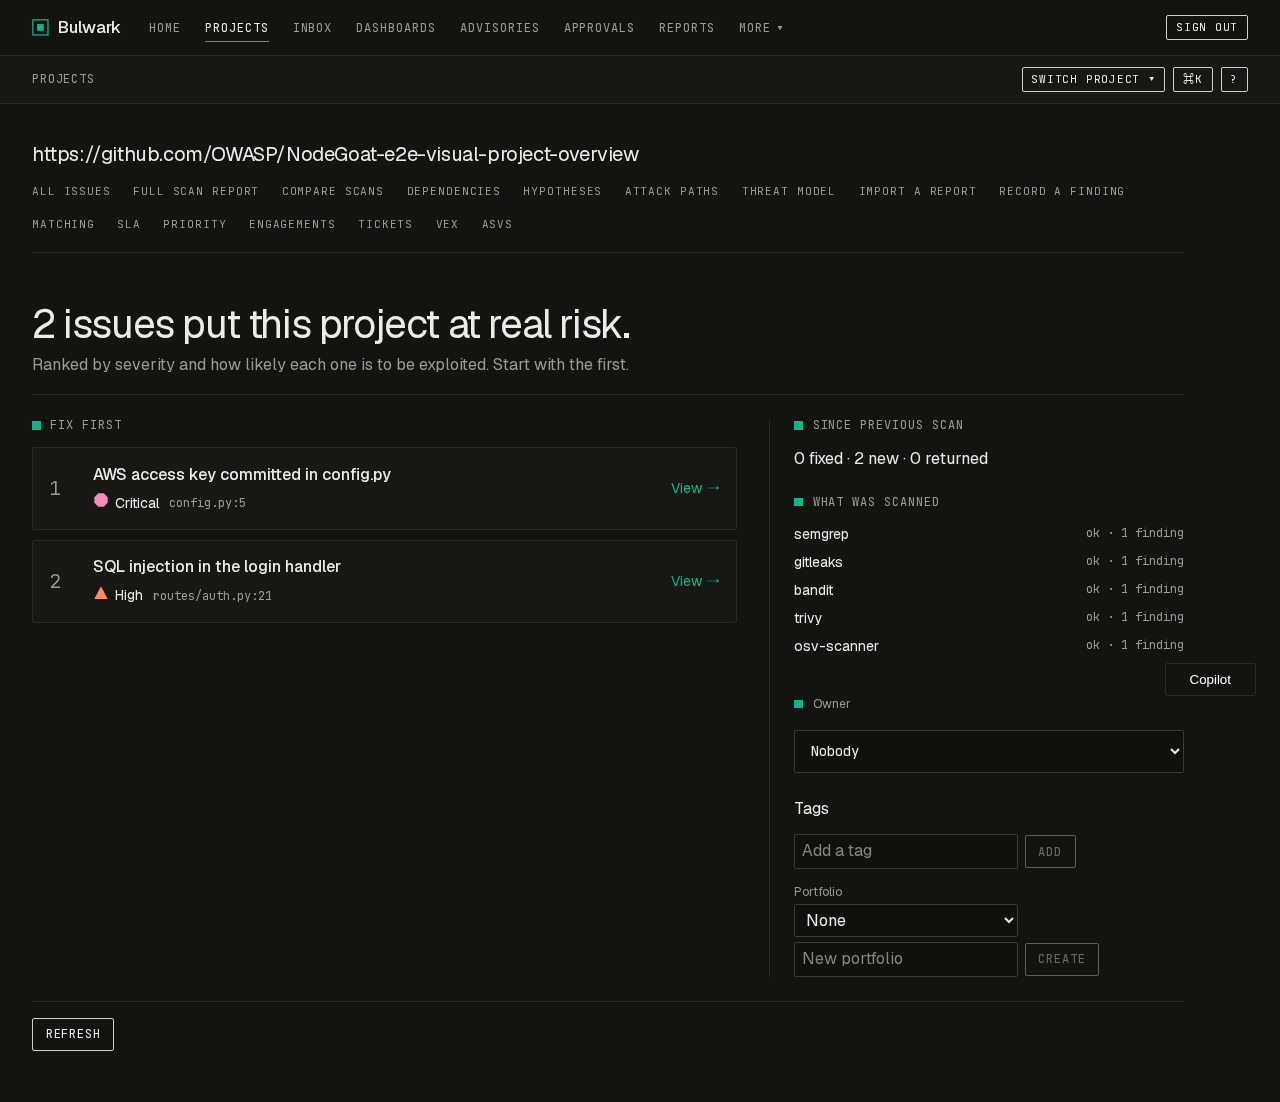 Bulwark HOME PROJECTS INBOX DASHBOARDS ADVISORIES APPROVALS REPORTS MORE ▾ SIGN OUT
PROJECTS SWITCH PROJECT ▾ ⌘K ?
https://github.com/OWASP/NodeGoat-e2e-visual-project-overview
ALL ISSUES FULL SCAN REPORT COMPARE SCANS DEPENDENCIES HYPOTHESES ATTACK PATHS THREAT MODEL IMPORT A REPORT RECORD A FINDING
MATCHING SLA PRIORITY ENGAGEMENTS TICKETS VEX ASVS
2 issues put this project at real risk.
Ranked by severity and how likely each one is to be exploited. Start with the first.
FIX FIRST
1 AWS access key committed in config.py
Critical config.py:5
View →
2 SQL injection in the login handler
High routes/auth.py:21
View →
SINCE PREVIOUS SCAN
0 fixed · 2 new · 0 returned
WHAT WAS SCANNED
semgrep ok · 1 finding
gitleaks ok · 1 finding
bandit ok · 1 finding
trivy ok · 1 finding
osv-scanner ok · 1 finding
Copilot
Owner
Nobody
Tags
Add a tag ADD
Portfolio
None
New portfolio CREATE
REFRESH